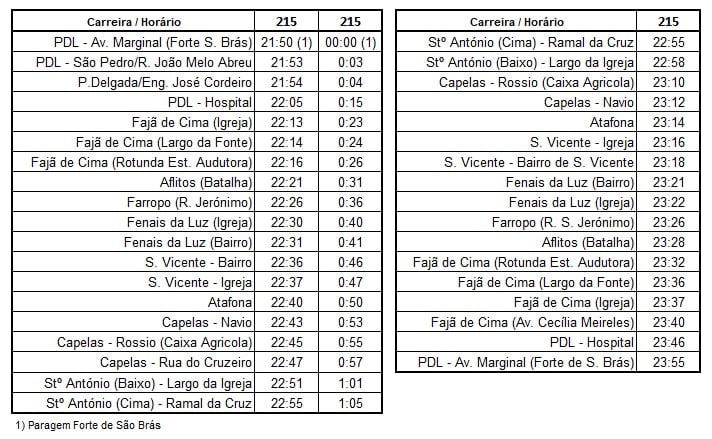 Carreira / Horário 215 215
PDL - Av. Marginal (Forte S. Brás) 21:50 (1) 00:00 (1)
PDL - São Pedro/R. João Melo Abreu 21:53 0:03
P.Delgada/Eng. José Cordeiro 21:54 0:04
PDL - Hospital 22:05 0:15
Fajã de Cima (Igreja) 22:13 0:23
Fajã de Cima (Largo da Fonte) 22:14 0:24
Fajã de Cima (Rotunda Est. Audutora) 22:16 0:26
Aflitos (Batalha) 22:21 0:31
Farropo (R. Jerónimo) 22:26 0:36
Fenais da Luz (Igreja) 22:30 0:40
Fenais da Luz (Bairro) 22:31 0:41
S. Vicente - Bairro 22:36 0:46
S. Vicente - Igreja 22:37 0:47
Atafona 22:40 0:50
Capelas - Navio 22:43 0:53
Capelas - Rossio (Caixa Agricola) 22:45 0:55
Capelas - Rua do Cruzeiro 22:47 0:57
Stº António (Baixo) - Largo da Igreja 22:51 1:01
Stº António (Cima) - Ramal da Cruz 22:55 1:05
1) Paragem Forte de São Brás
Carreira / Horário 215
Stº António (Cima) - Ramal da Cruz 22:55
Stº António (Baixo) - Largo da Igreja 22:58
Capelas - Rossio (Caixa Agricola) 23:10
Capelas - Navio 23:12
Atafona 23:14
S. Vicente - Igreja 23:16
S. Vicente - Bairro de S. Vicente 23:18
Fenais da Luz (Bairro) 23:21
Fenais da Luz (Igreja) 23:22
Farropo (R. S. Jerónimo) 23:26
Aflitos (Batalha) 23:28
Fajã de Cima (Rotunda Est. Audutora) 23:32
Fajã de Cima (Largo da Fonte) 23:36
Fajã de Cima (Igreja) 23:37
Fajã de Cima (Av. Cecília Meireles) 23:40
PDL - Hospital 23:46
PDL - Av. Marginal (Forte de S. Brás) 23:55